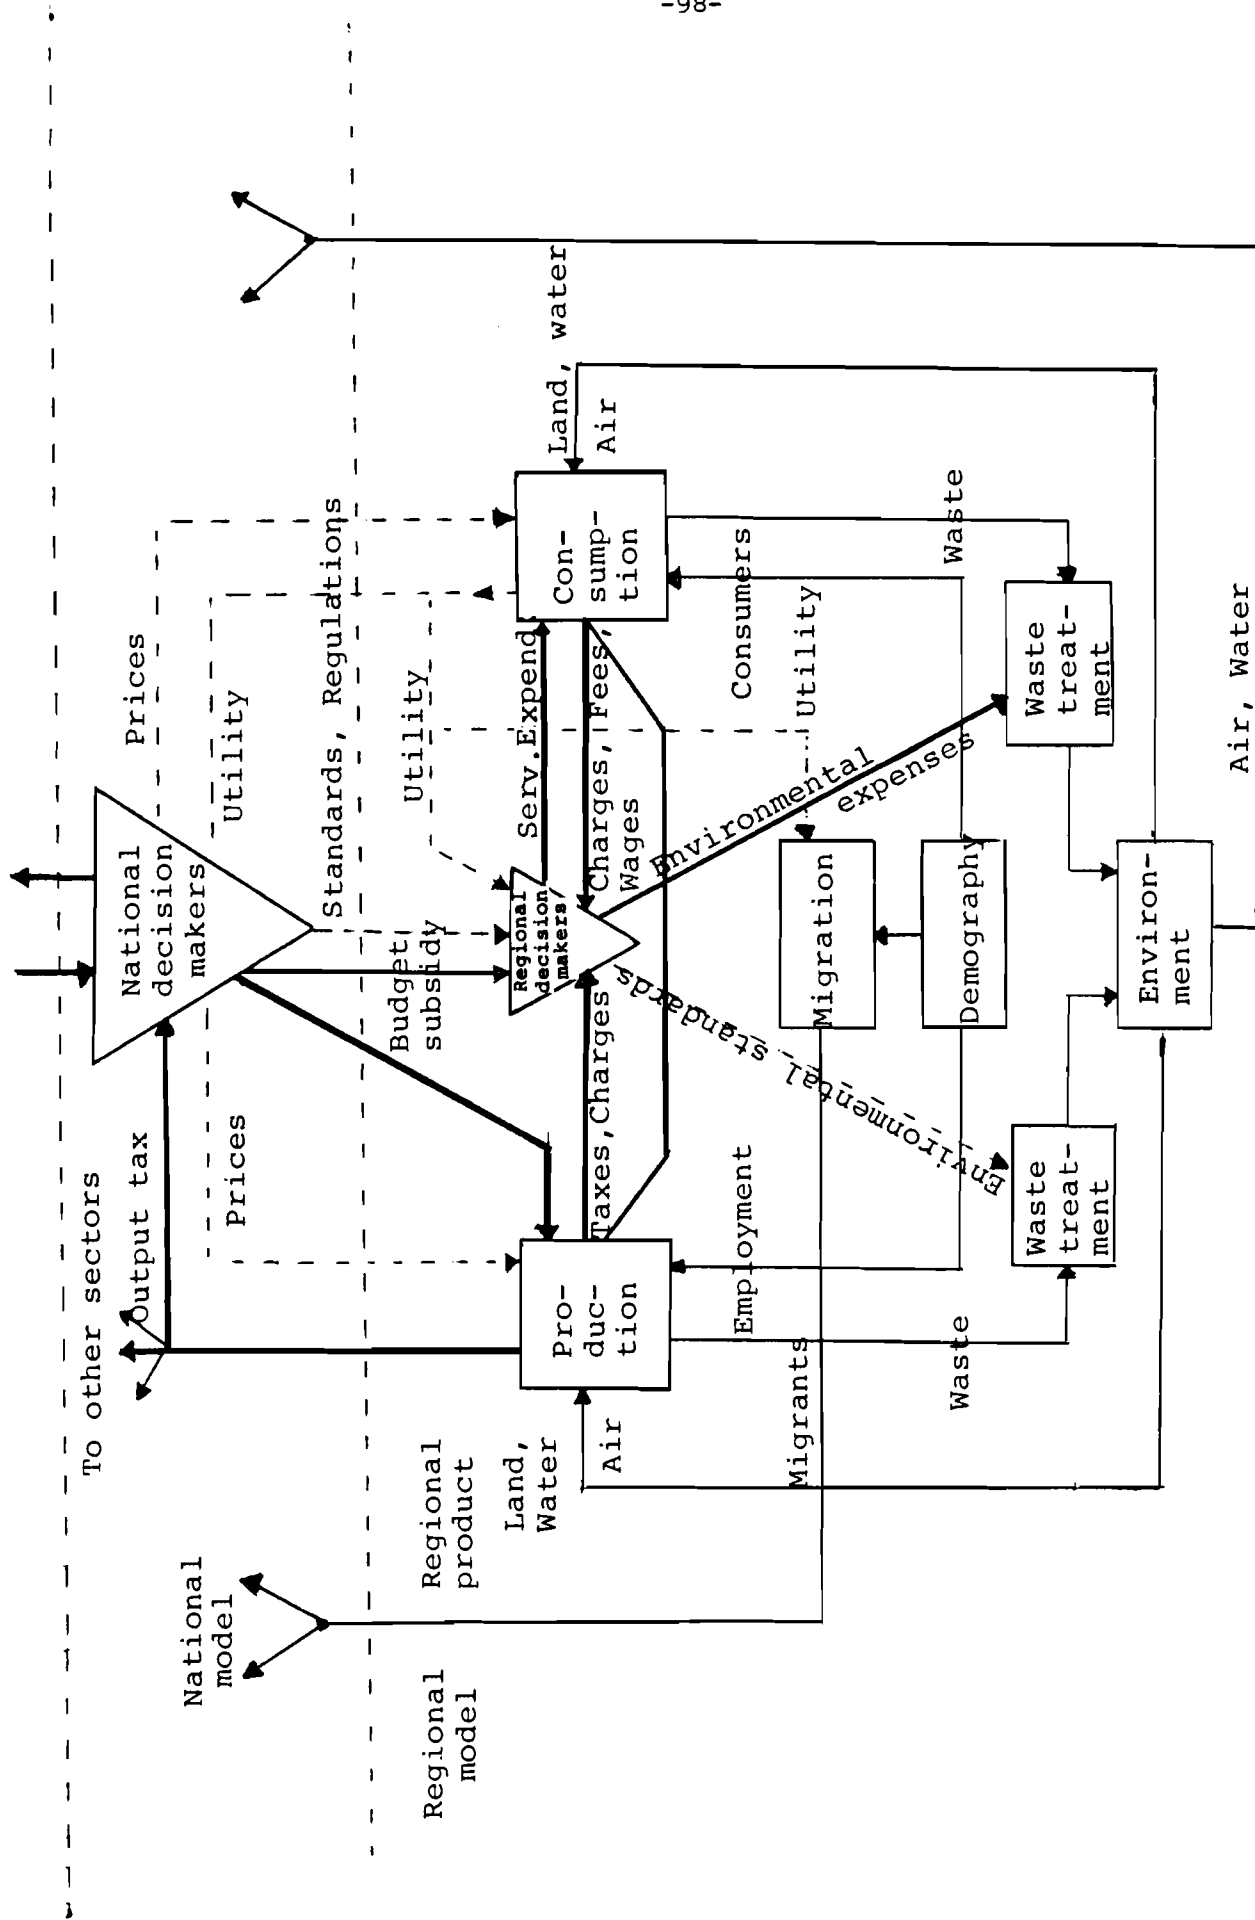 -98-
National
decision
makers
Prices
Utility
Standards, Regulations
To other sectors
Output tax
Prices
National
model
Regional
model
Regional
product
Budget
subsidy
Utility
Land,
Water
Air
Pro-
duc-
tion
Taxes,Charges
Regional
decision
makers
Serv.Expend.
Charges,Fees,
Wages
Con-
sump-
tion
Land, water
Air
Employment
Migrants
Environmental standards
Environmental
expenses
Consumers
Utility
Migration
Demography
Waste
Waste
Waste
treat-
ment
Waste
treat-
ment
Environ-
ment
Air, Water